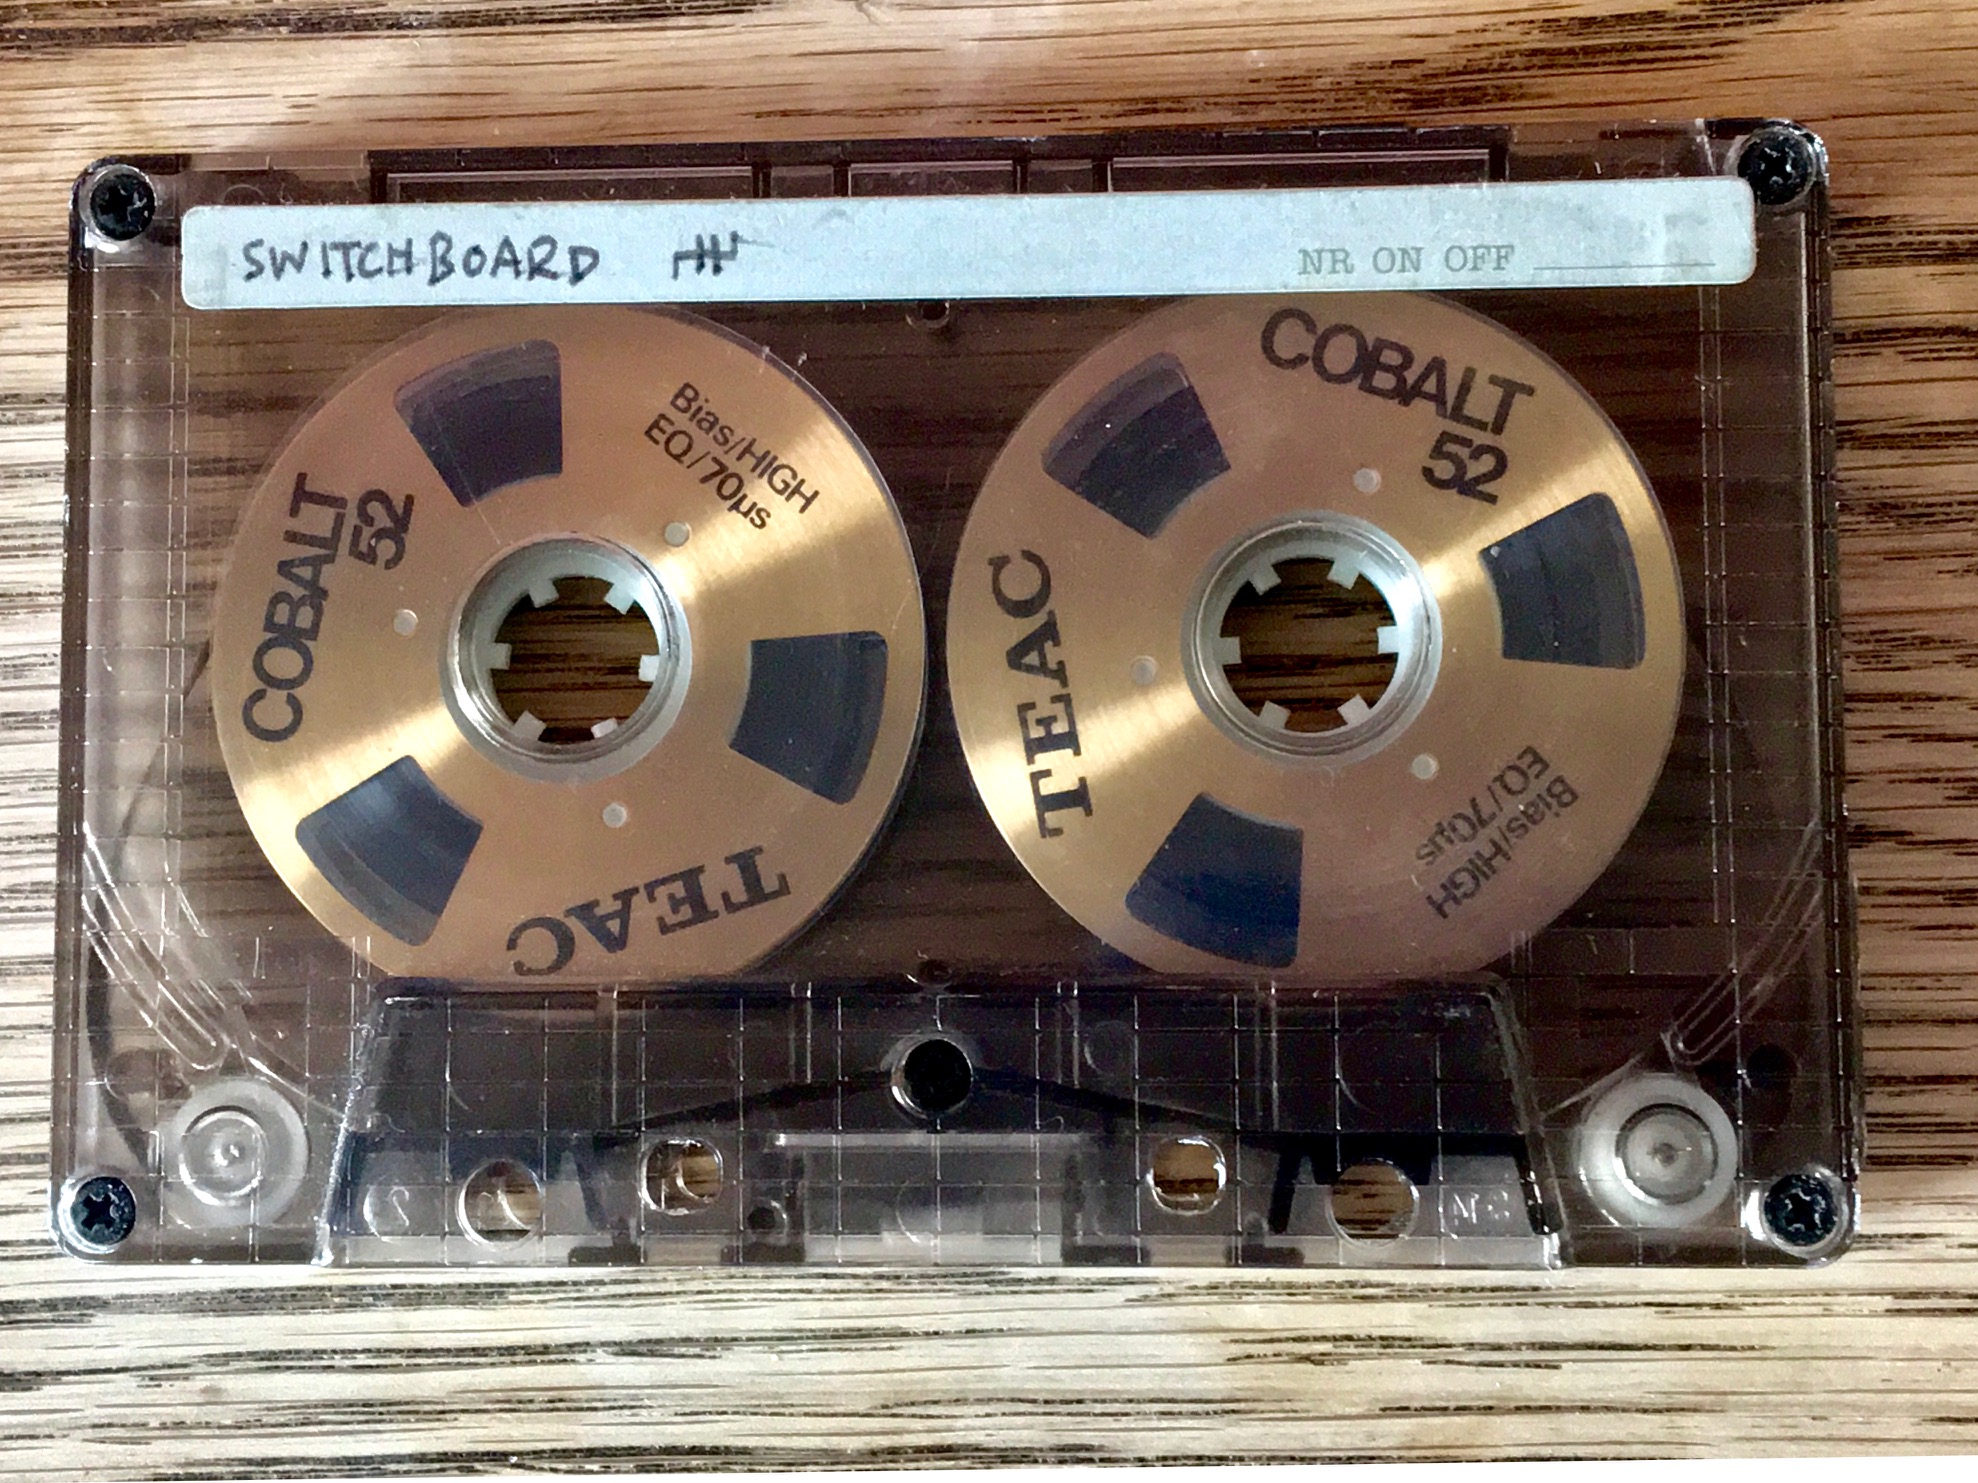 SWITCHBOARD
NR ON OFF
COBALT
52
Bias/HIGH
EQ/70µs
TEAC
COBALT
52
TEAC
Bias/HIGH
EQ/70µs